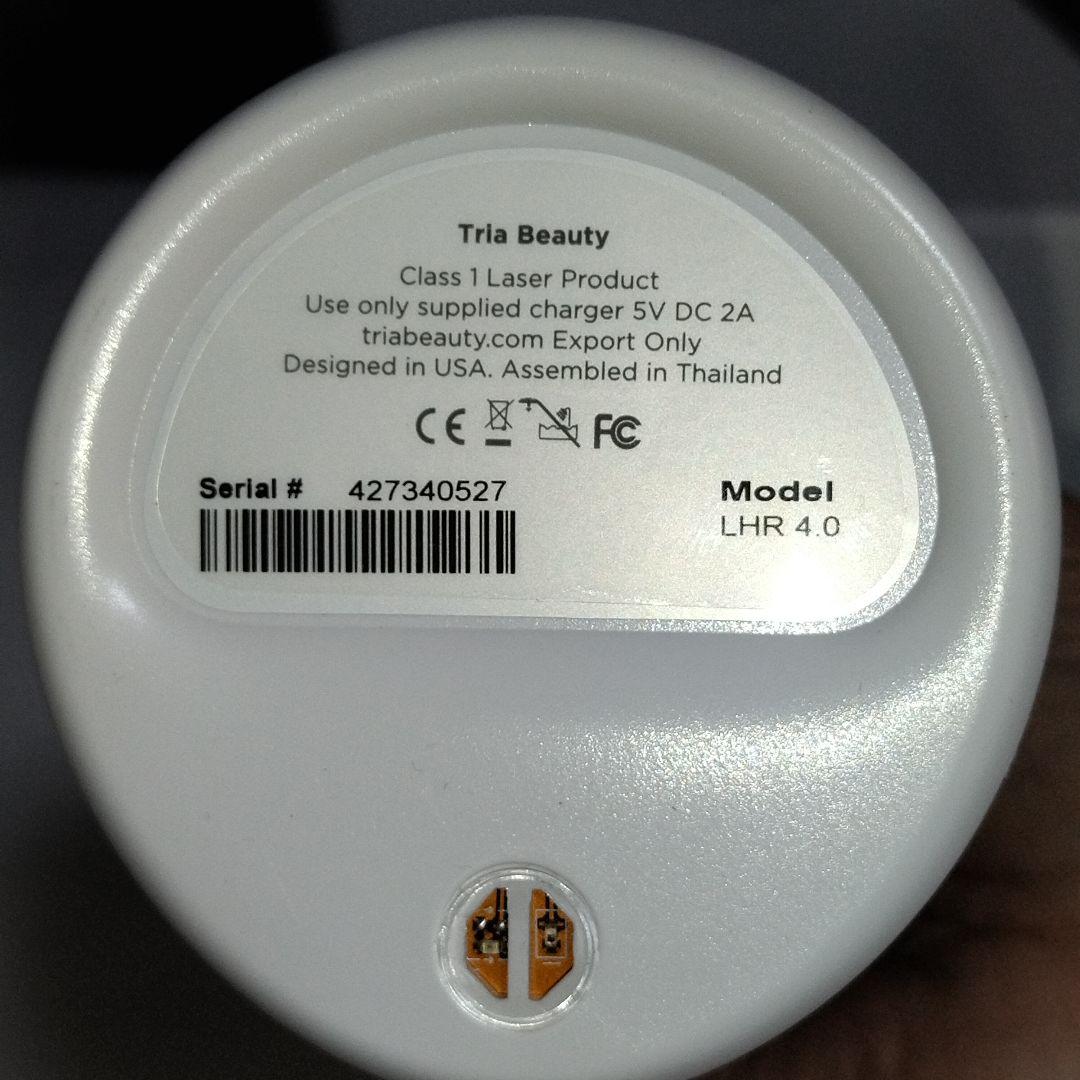 Tria Beauty
Class 1 Laser Product
Use only supplied charger 5V DC 2A
triabeauty.com Export Only
Designed in USA. Assembled in Thailand
CE FC
Serial # 427340527
Model
LHR 4.0